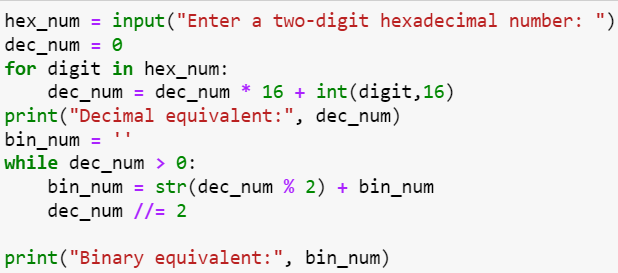 hex_num = input("Enter a two-digit hexadecimal number: ")
dec_num = 0
for digit in hex_num:
    dec_num = dec_num * 16 + int(digit,16)
print("Decimal equivalent:", dec_num)
bin_num = ''
while dec_num > 0:
    bin_num = str(dec_num % 2) + bin_num
    dec_num //= 2
print("Binary equivalent:", bin_num)